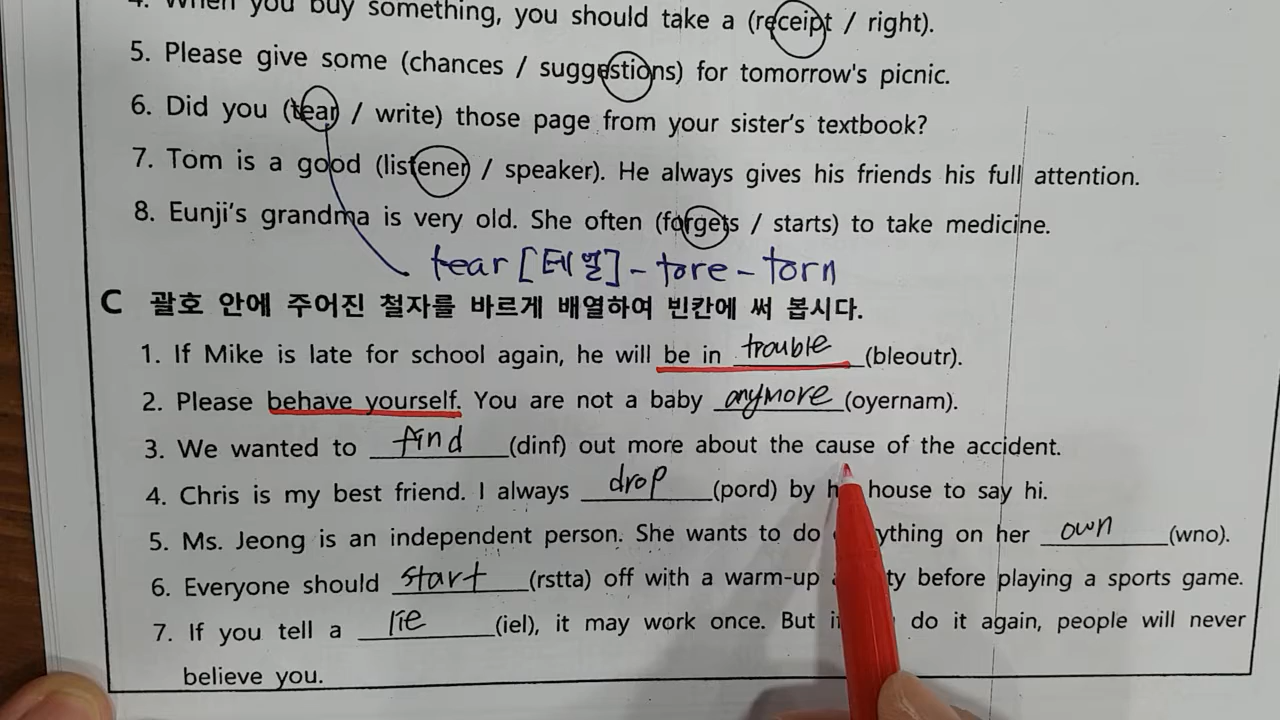 4. When you buy something, you should take a (receipt / right).
5. Please give some (chances / suggestions) for tomorrow's picnic.
6. Did you (tear / write) those page from your sister's textbook?
7. Tom is a good (listener / speaker). He always gives his friends his full attention.
8. Eunji's grandma is very old. She often (forgets / starts) to take medicine.
tear [테얼] - tore - torn
C 괄호 안에 주어진 철자를 바르게 배열하여 빈칸에 써 봅시다.
1. If Mike is late for school again, he will be in trouble (bleoutr).
2. Please behave yourself. You are not a baby anymore (oyernam).
3. We wanted to find (dinf) out more about the cause of the accident.
4. Chris is my best friend. I always drop (pord) by house to say hi.
5. Ms. Jeong is an independent person. She wants to do on her own (wno).
6. Everyone should start (rstta) off with a warm-up before playing a sports game.
7. If you tell a lie (iel), it may work once. But do it again, people will never
believe you.